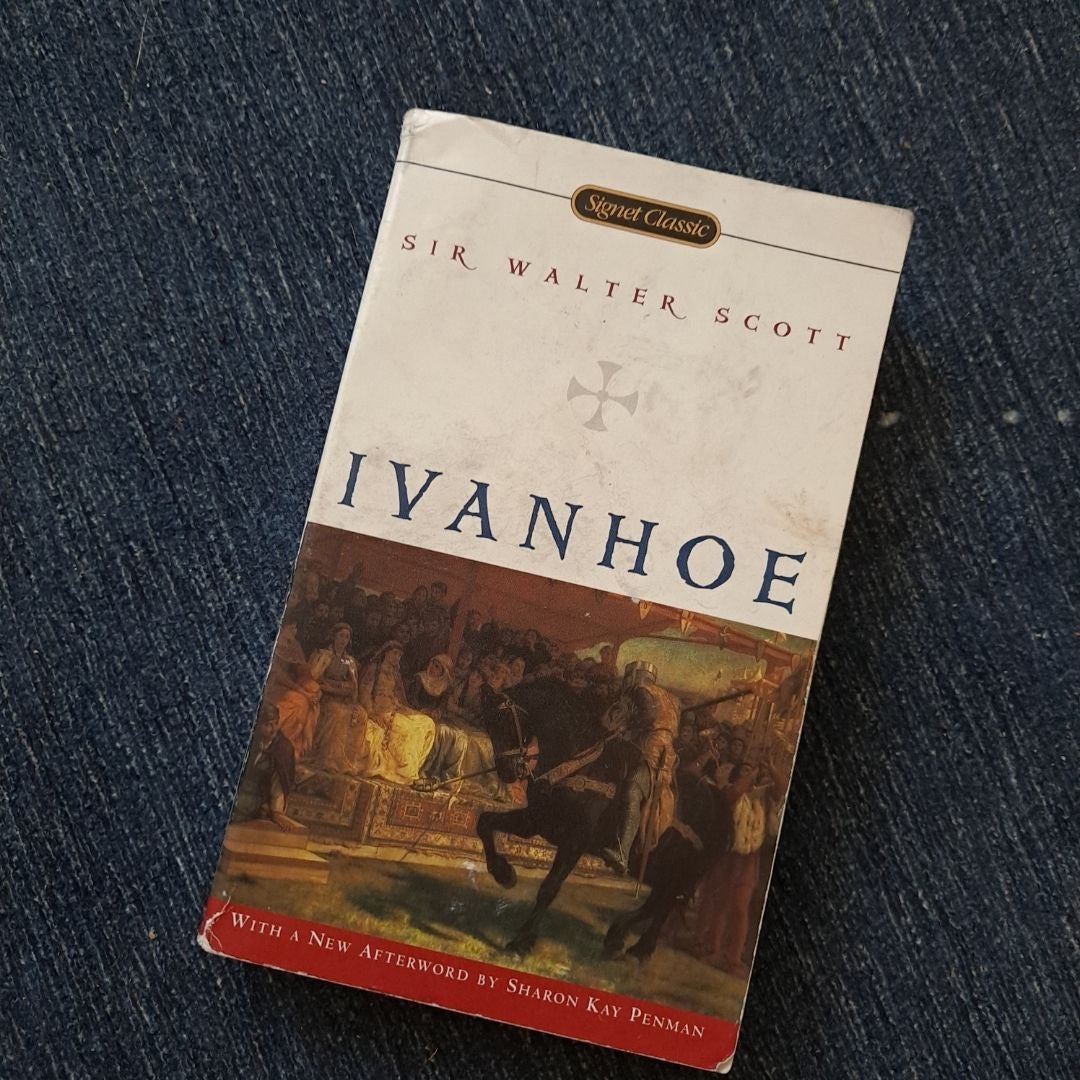 Signet Classic
SIR WALTER SCOTT
IVANHOE
WITH A NEW AFTERWORD BY SHARON KAY PENMAN